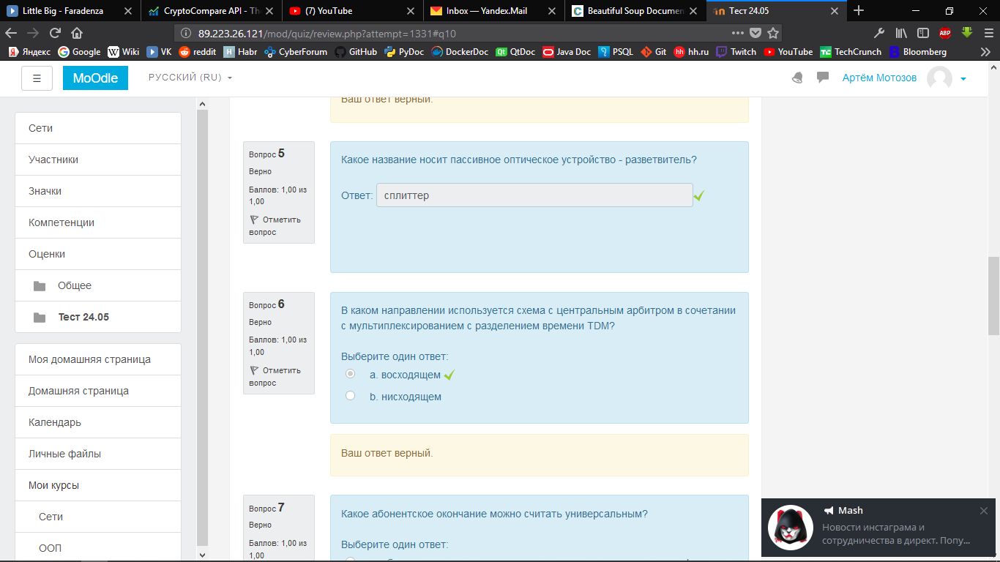 Little Big - Faradenza
CryptoCompare API - Th
(7) YouTube
Inbox — Yandex.Mail
Beautiful Soup Documen
Тест 24.05
89.223.26.121/mod/quiz/review.php?attempt=1331#q10
Яндекс Google Wiki VK reddit Habr CyberForum GitHub PyDoc DockerDoc QtDoc Java Doc PSQL Git hh.ru Twitch YouTube TechCrunch Bloomberg
MoOdle
РУССКИЙ (RU)
Артём Мотозов
Сети
Участники
Значки
Компетенции
Оценки
Общее
Тест 24.05
Моя домашняя страница
Домашняя страница
Календарь
Личные файлы
Мои курсы
Сети
ООП
Ваш ответ верный.
Вопрос 5
Верно
Баллов: 1,00 из
1,00
Отметить
вопрос
Какое название носит пассивное оптическое устройство - разветвитель?
Ответ: сплиттер
Вопрос 6
Верно
Баллов: 1,00 из
1,00
Отметить
вопрос
В каком направлении используется схема с центральным арбитром в сочетании
с мультиплексированием с разделением времени TDM?
Выберите один ответ:
a. восходящем
b. нисходящем
Ваш ответ верный.
Вопрос 7
Верно
Баллов: 1,00 из
1,00
Какое абонентское окончание можно считать универсальным?
Выберите один ответ:
Mash
Новости инстаграма и
сотрудничества в директ. Попу...